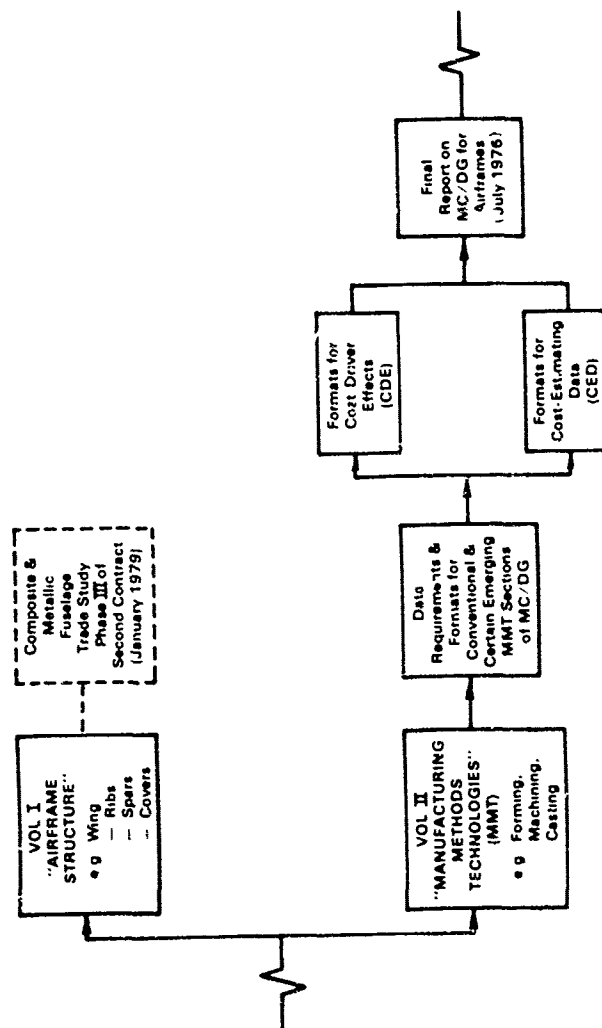 VOL I
"AIRFRAME
STRUCTURE"
e g Wing
– Ribs
– Spars
– Covers
Composite &
Metallic
Fuselage
Trade Study
Phase III of
Second Contract
(January 1979)
VOL II
"MANUFACTURING
METHODS
TECHNOLOGIES"
(MMT)
e g Forming,
Machining,
Casting
Data
Requirements &
Formats for
Conventional &
Certain Emerging
MMT Sections
of MC/DG
Formats for
Cost Driver
Effects
(CDE)
Formats for
Cost-Estimating
Data
(CED)
Final
Report on
MC/DG for
Airframes
(July 1976)